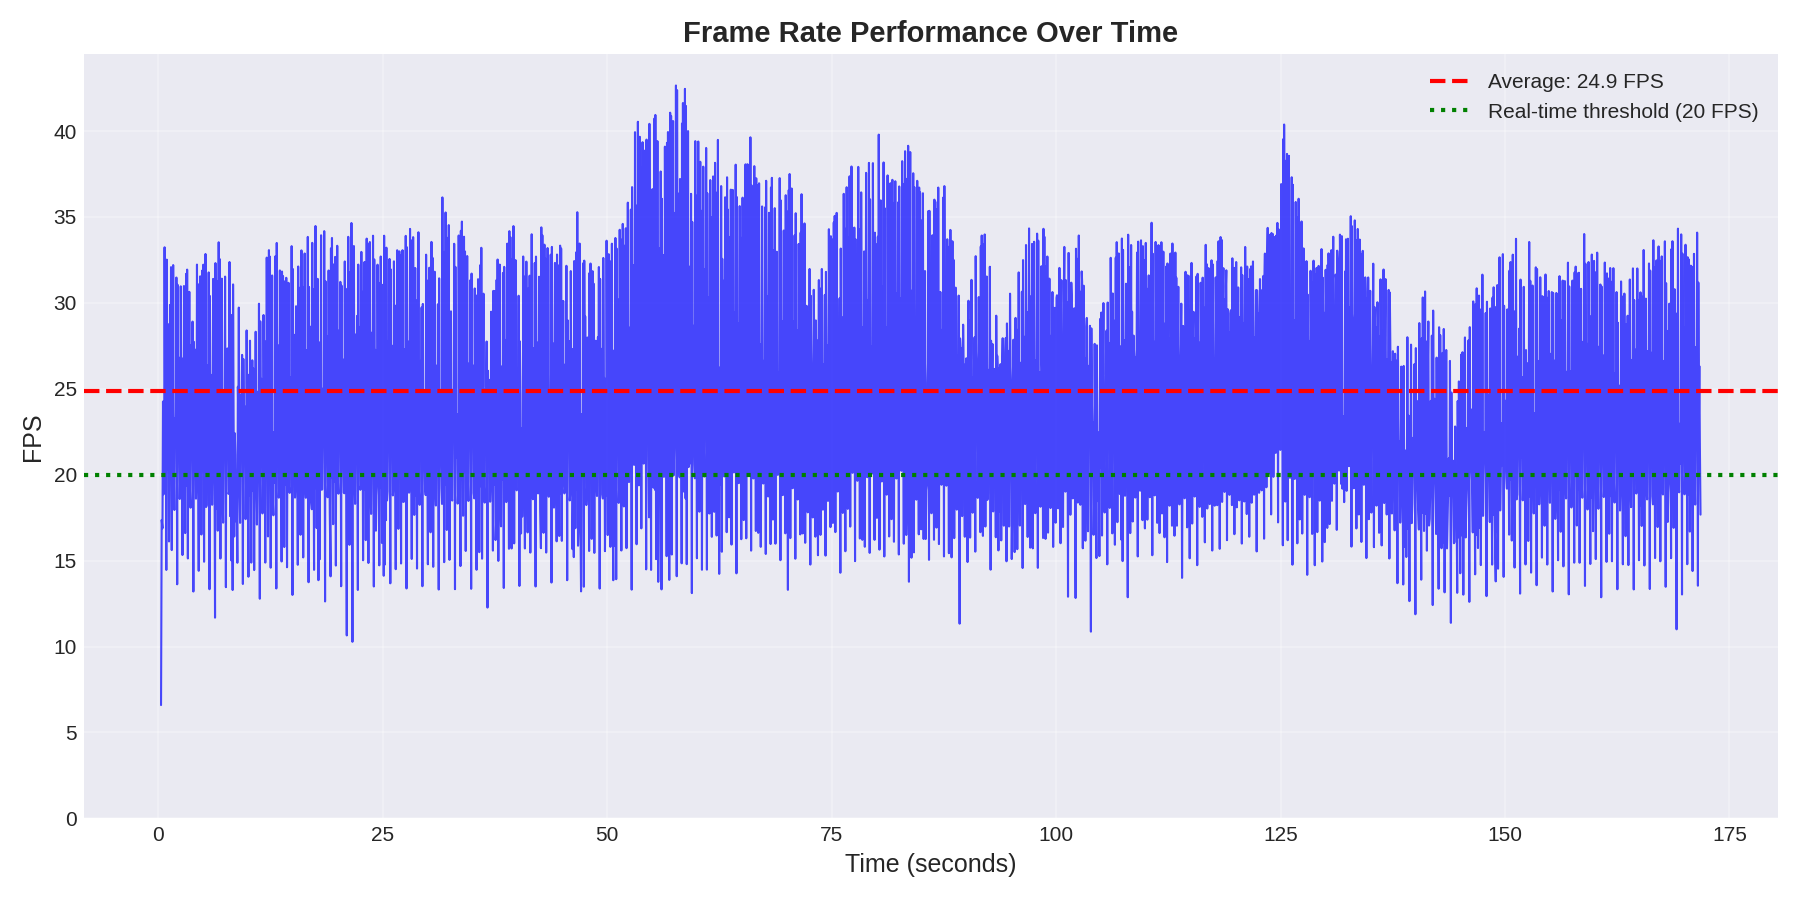 Frame Rate Performance Over Time
Average: 24.9 FPS
Real-time threshold (20 FPS)
FPS
40
35
30
25
20
15
10
5
0
0 25 50 75 100 125 150 175
Time (seconds)